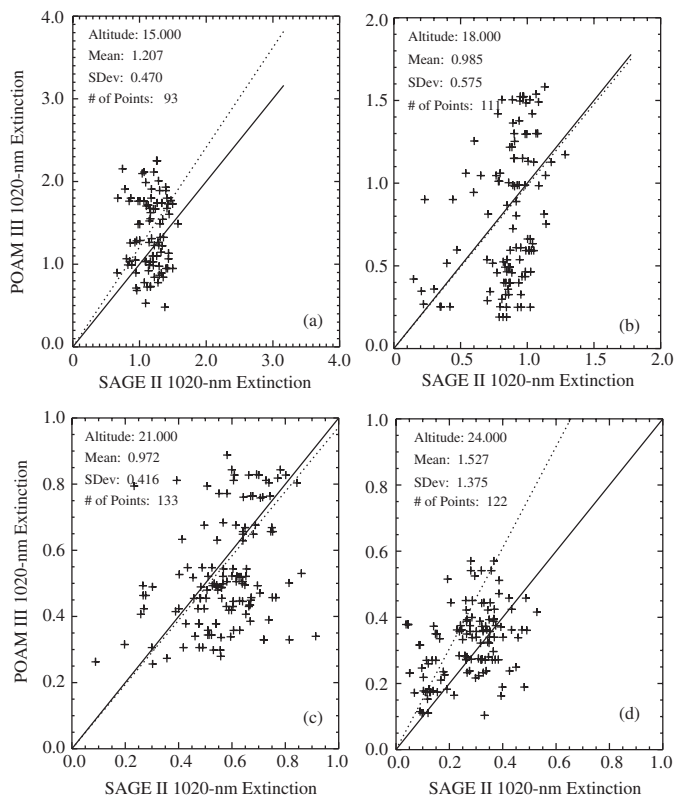 4.0
3.0
2.0
1.0
0.0
POAM III 1020-nm Extinction
Altitude: 15.000
Mean: 1.207
SDev: 0.470
# of Points: 93
(a)
0 1.0 2.0 3.0 4.0
SAGE II 1020-nm Extinction
2.0
1.5
1.0
0.5
0.0
Altitude: 18.000
Mean: 0.985
SDev: 0.575
# of Points: 111
(b)
0.0 0.5 1.0 1.5 2.0
SAGE II 1020-nm Extinction
1.0
0.8
0.6
0.4
0.2
0.0
POAM III 1020-nm Extinction
Altitude: 21.000
Mean: 0.972
SDev: 0.416
# of Points: 133
(c)
0.0 0.2 0.4 0.6 0.8 1.0
SAGE II 1020-nm Extinction
1.0
0.8
0.6
0.4
0.2
0.0
Altitude: 24.000
Mean: 1.527
SDev: 1.375
# of Points: 122
(d)
0.0 0.2 0.4 0.6 0.8 1.0
SAGE II 1020-nm Extinction